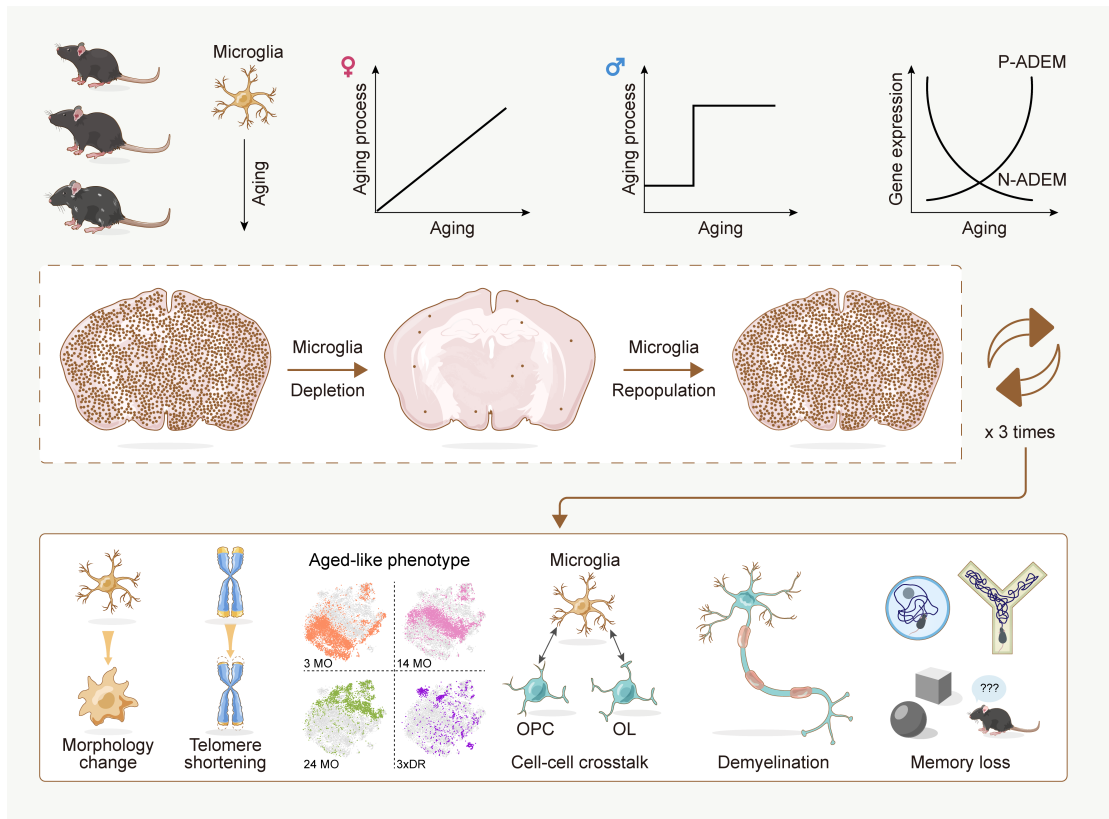 Microglia
Aging
♀
Aging process
Aging
♂
Aging process
Aging
P-ADEM
N-ADEM
Gene expression
Aging
Microglia
Depletion
Microglia
Repopulation
x 3 times
Morphology
change
Telomere
shortening
Aged-like phenotype
3 MO
14 MO
24 MO
3xDR
Microglia
OPC
OL
Cell-cell crosstalk
Demyelination
???
Memory loss